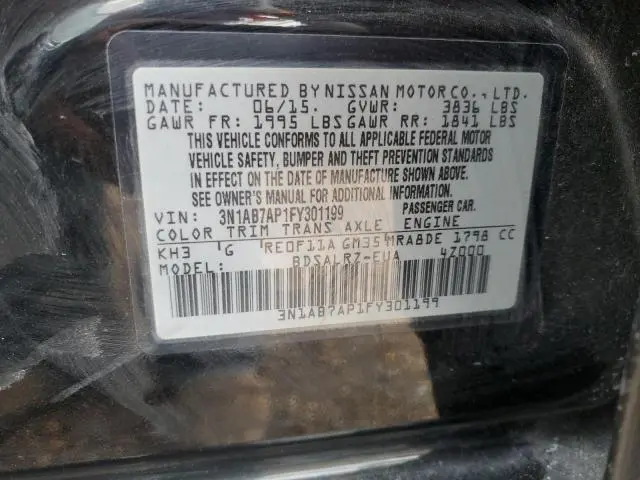 MANUFACTURED BY NISSAN MOTOR CO., LTD.
DATE: 06/15. GVWR: 3836 LBS
GAWR FR: 1995 LBS GAWR RR: 1841 LBS
THIS VEHICLE CONFORMS TO ALL APPLICABLE FEDERAL MOTOR
VEHICLE SAFETY, BUMPER AND THEFT PREVENTION STANDARDS
IN EFFECT ON THE DATE OF MANUFACTURE SHOWN ABOVE.
SEE OWNER'S MANUAL FOR ADDITIONAL INFORMATION.
VIN: 3N1AB7AP1FY301199 PASSENGER CAR
COLOR TRIM TRANS AXLE ENGINE
KH3 G RE0F11A GM35 MRA8DE 1798 CC
MODEL: BDSALRZ-EUA 4Z000
3N1AB7AP1FY301199